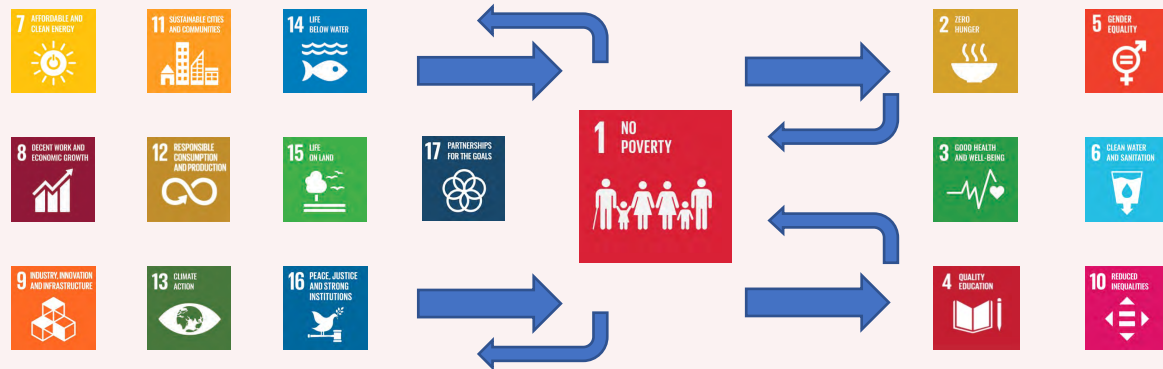 7 AFFORDABLE AND
CLEAN ENERGY
11 SUSTAINABLE CITIES
AND COMMUNITIES
14 LIFE
BELOW WATER
2 ZERO
HUNGER
5 GENDER
EQUALITY
8 DECENT WORK AND
ECONOMIC GROWTH
12 RESPONSIBLE
CONSUMPTION
AND PRODUCTION
15 LIFE
ON LAND
17 PARTNERSHIPS
FOR THE GOALS
1 NO
POVERTY
3 GOOD HEALTH
AND WELL-BEING
6 CLEAN WATER
AND SANITATION
9 INDUSTRY, INNOVATION
AND INFRASTRUCTURE
13 CLIMATE
ACTION
16 PEACE, JUSTICE
AND STRONG
INSTITUTIONS
4 QUALITY
EDUCATION
10 REDUCED
INEQUALITIES